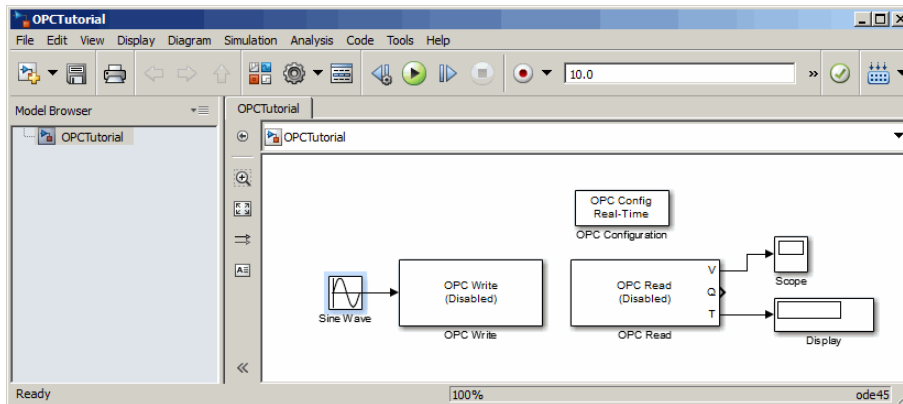 OPCTutorial
File Edit View Display Diagram Simulation Analysis Code Tools Help
10.0
»
Model Browser
OPCTutorial
OPCTutorial
OPCTutorial
OPC Config
Real-Time
OPC Configuration
Sine Wave
OPC Write
(Disabled)
OPC Write
OPC Read
(Disabled)
V
Q
T
OPC Read
Scope
Display
Ready
100%
ode45